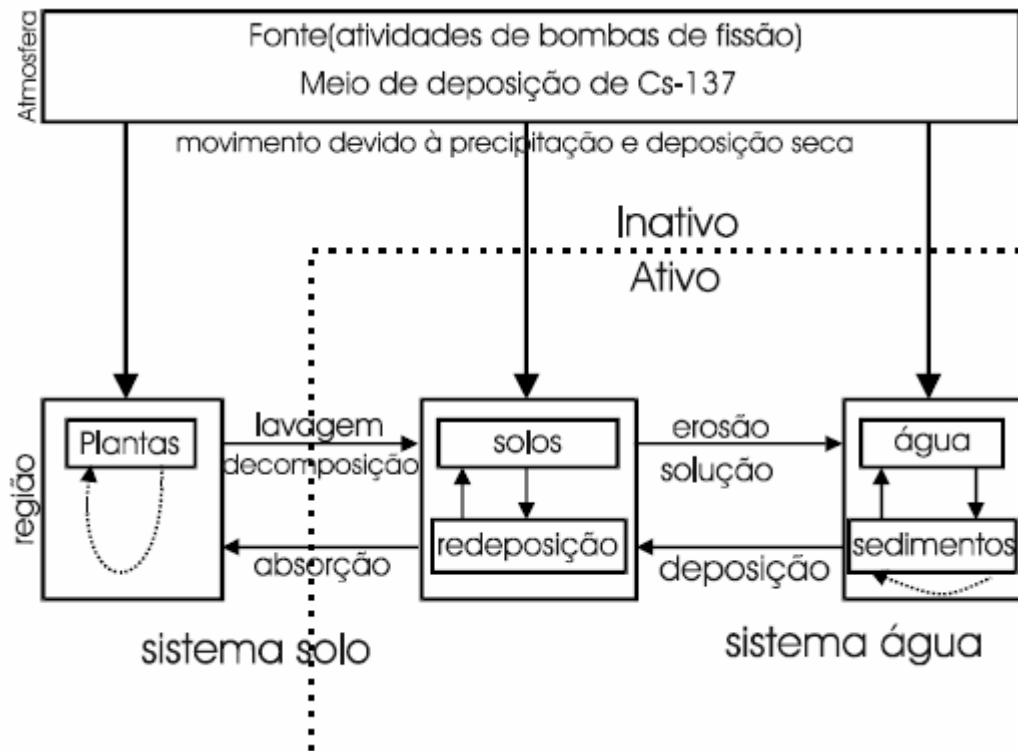 Atmosfera
Fonte(atividades de bombas de fissão)
Meio de deposição de Cs-137
movimento devido à precipitação e deposição seca
Inativo
Ativo
região
Plantas
lavagem
decomposição
absorção
solos
redeposição
erosão
solução
deposição
água
sedimentos
sistema solo
sistema água